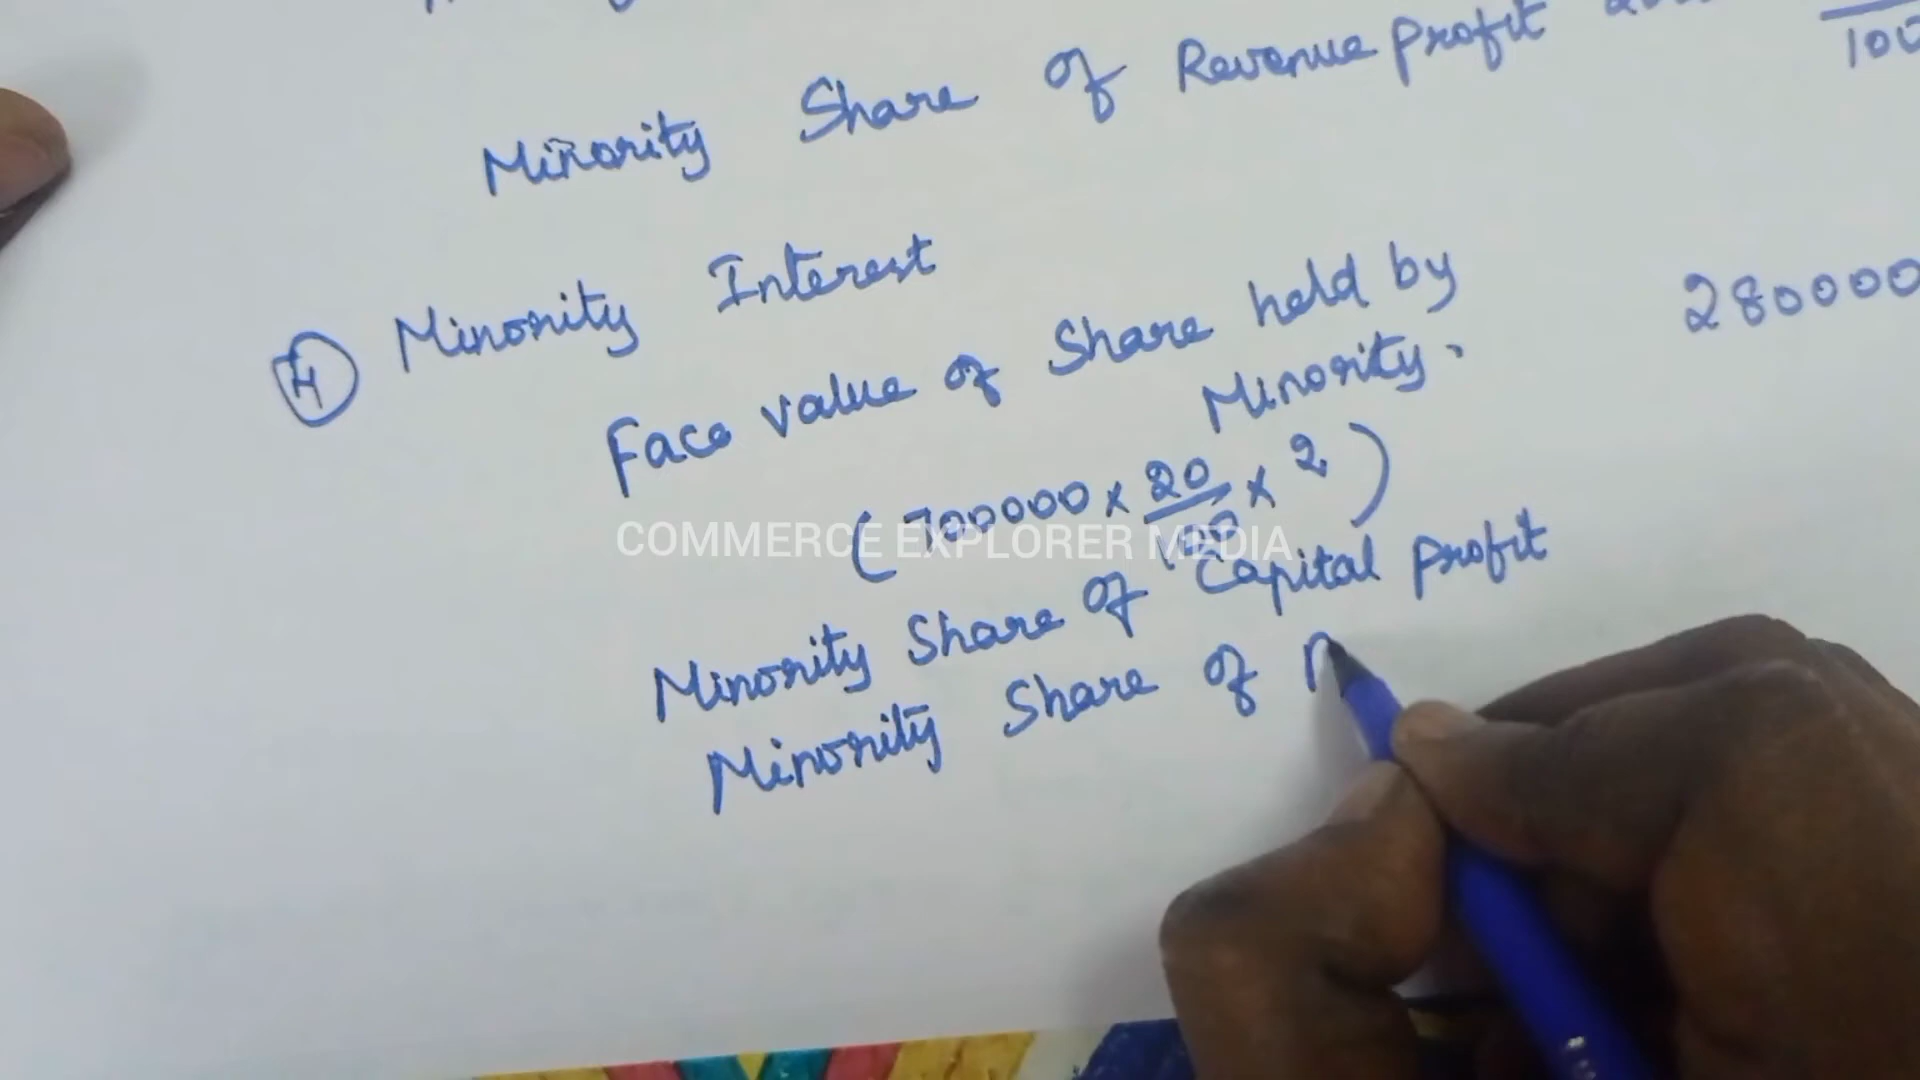 Minority Share of Revenue profit
100
④ Minority Interest
Face value of Share held by 280000
Minority.
(700000 × 20/100 × 2)
COMMERCE EXPLORER MEDIA
Minority Share of Capital profit
Minority Share of